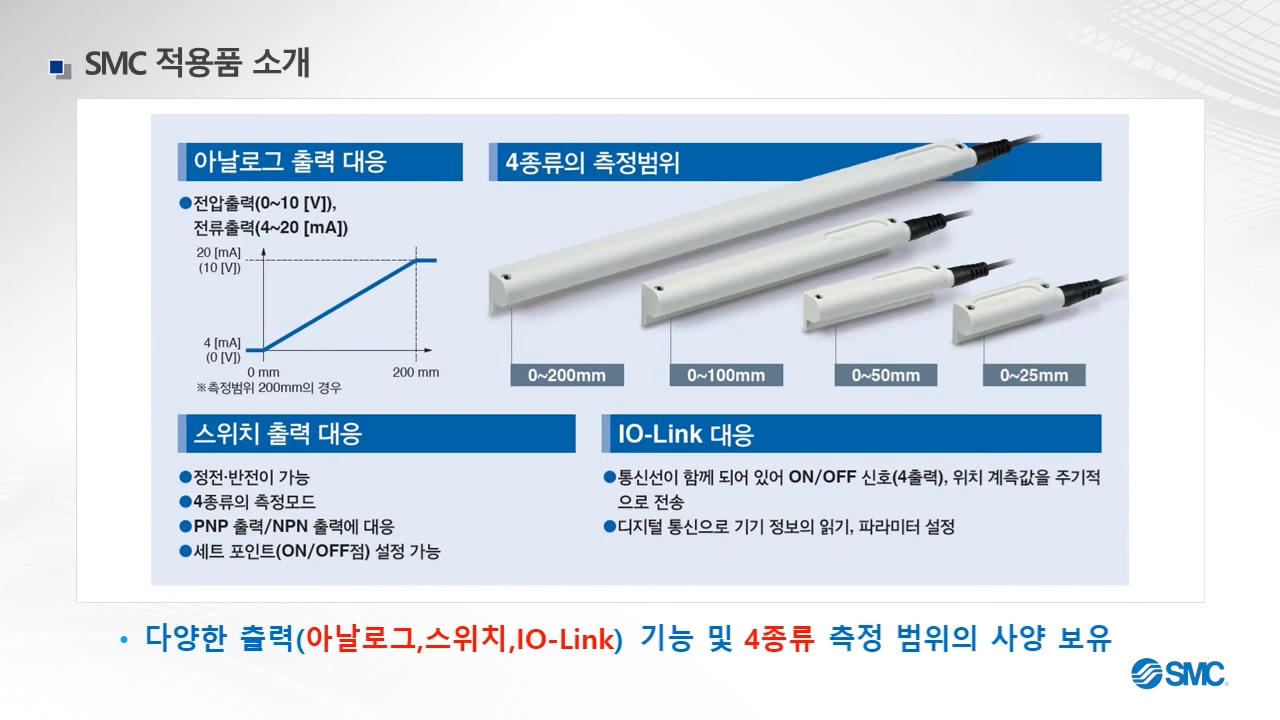 SMC 적용품 소개
아날로그 출력 대응
●전압출력(0~10 [V]),
전류출력(4~20 [mA])
20 [mA]
(10 [V])
4 [mA]
(0 [V])
0 mm
200 mm
※측정범위 200mm의 경우
4종류의 측정범위
0~200mm
0~100mm
0~50mm
0~25mm
스위치 출력 대응
●정전·반전이 가능
●4종류의 측정모드
●PNP 출력/NPN 출력에 대응
●세트 포인트(ON/OFF점) 설정 가능
IO-Link 대응
●통신선이 함께 되어 있어 ON/OFF 신호(4출력), 위치 계측값을 주기적
으로 전송
●디지털 통신으로 기기 정보의 읽기, 파라미터 설정
• 다양한 출력(아날로그,스위치,IO-Link) 기능 및 4종류 측정 범위의 사양 보유
SMC